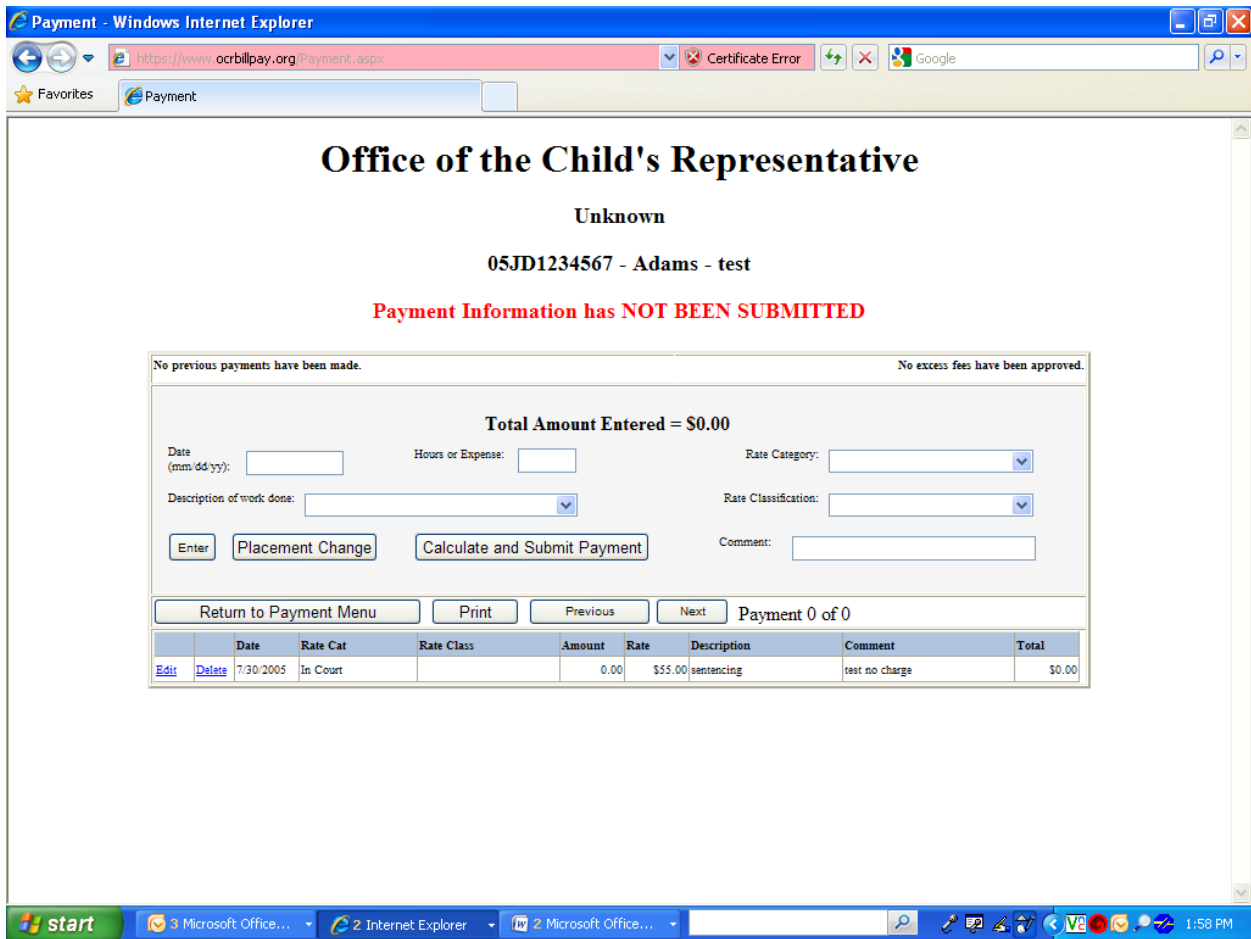 Payment - Windows Internet Explorer
https://www.ocrbillpay.org/Payment.aspx Certificate Error Google
Favorites Payment
Office of the Child's Representative
Unknown
05JD1234567 - Adams - test
Payment Information has NOT BEEN SUBMITTED
No previous payments have been made. No excess fees have been approved.
Total Amount Entered = $0.00
Date (mm/dd/yy): Hours or Expense: Rate Category:
Description of work done: Rate Classification:
Enter Placement Change Calculate and Submit Payment Comment:
Return to Payment Menu Print Previous Next Payment 0 of 0
Date Rate Cat Rate Class Amount Rate Description Comment Total
Edit Delete 7/30/2005 In Court 0.00 $55.00 sentencing test no charge $0.00
start 3 Microsoft Office... 2 Internet Explorer 2 Microsoft Office... 1:58 PM